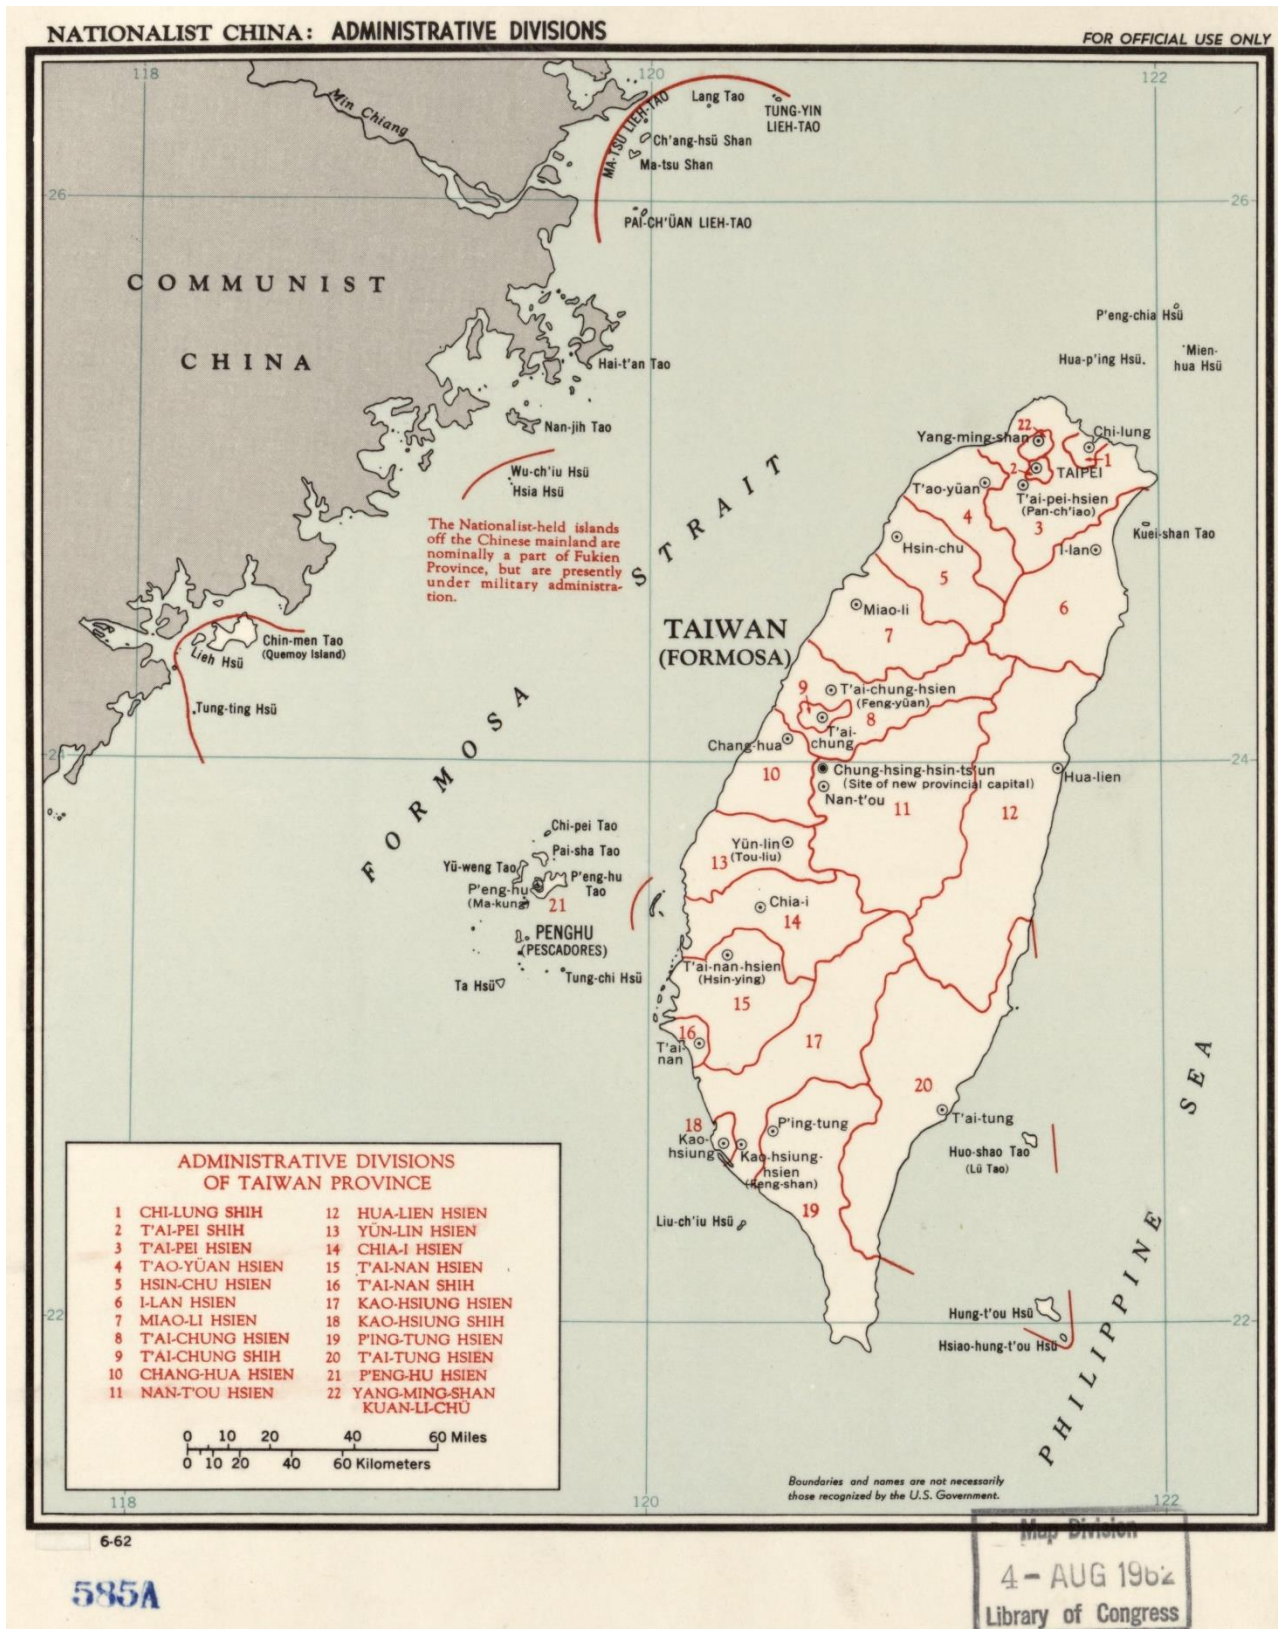 NATIONALIST CHINA: ADMINISTRATIVE DIVISIONS
FOR OFFICIAL USE ONLY
118
120
122
Min Chiang
MA-TSU LIEH-TAO
Lang Tao
TUNG-YIN
LIEH-TAO
Ch'ang-hsü Shan
Ma-tsu Shan
26
26
PAI-CH'ÜAN LIEH-TAO
COMMUNIST
CHINA
P'eng-chia Hsü
Hua-p'ing Hsü
Mien-
hua Hsü
Hai-t'an Tao
Nan-jih Tao
Wu-ch'iu Hsü
Hsia Hsü
The Nationalist-held islands
off the Chinese mainland are
nominally a part of Fukien
Province, but are presently
under military administra-
tion.
FORMOSA STRAIT
22
Yang-ming-shan
Chi-lung
1
2
TAIPEI
T'ao-yüan
T'ai-pei-hsien
(Pan-ch'iao)
4
3
Kuei-shan Tao
Hsin-chu
I-lan
5
6
Miao-li
7
TAIWAN
(FORMOSA)
Chin-men Tao
(Quemoy Island)
Lieh Hsü
Tung-ting Hsü
9
T'ai-chung-hsien
(Feng-yüan)
8
T'ai-
chung
24
24
Chang-hua
10
Chung-hsing-hsin-ts'un
(Site of new provincial capital)
Nan-t'ou
11
12
Hua-lien
Chi-pei Tao
Pai-sha Tao
Yü-weng Tao
P'eng-hu
Tao
P'eng-hu
(Ma-kung)
21
PENGHU
(PESCADORES)
Ta Hsü
Tung-chi Hsü
Yün-lin
(Tou-liu)
13
Chia-i
14
T'ai-nan-hsien
(Hsin-ying)
15
16
T'ai-
nan
17
20
T'ai-tung
18
Kao-
hsiung
P'ing-tung
Kao-hsiung-
hsien
(Feng-shan)
19
Liu-ch'iu Hsü
Huo-shao Tao
(Lü Tao)
Hung-t'ou Hsü
Hsiao-hung-t'ou Hsü
PHILIPPINE SEA
22
22
ADMINISTRATIVE DIVISIONS
OF TAIWAN PROVINCE
1 CHI-LUNG SHIH
2 T'AI-PEI SHIH
3 T'AI-PEI HSIEN
4 T'AO-YÜAN HSIEN
5 HSIN-CHU HSIEN
6 I-LAN HSIEN
7 MIAO-LI HSIEN
8 T'AI-CHUNG HSIEN
9 T'AI-CHUNG SHIH
10 CHANG-HUA HSIEN
11 NAN-T'OU HSIEN
12 HUA-LIEN HSIEN
13 YÜN-LIN HSIEN
14 CHIA-I HSIEN
15 T'AI-NAN HSIEN
16 T'AI-NAN SHIH
17 KAO-HSIUNG HSIEN
18 KAO-HSIUNG SHIH
19 P'ING-TUNG HSIEN
20 T'AI-TUNG HSIEN
21 P'ENG-HU HSIEN
22 YANG-MING-SHAN
KUAN-LI-CHÜ
0 10 20 40 60 Miles
0 10 20 40 60 Kilometers
Boundaries and names are not necessarily
those recognized by the U.S. Government.
118
120
122
6-62
585A
Map Division
4- AUG 1962
Library of Congress